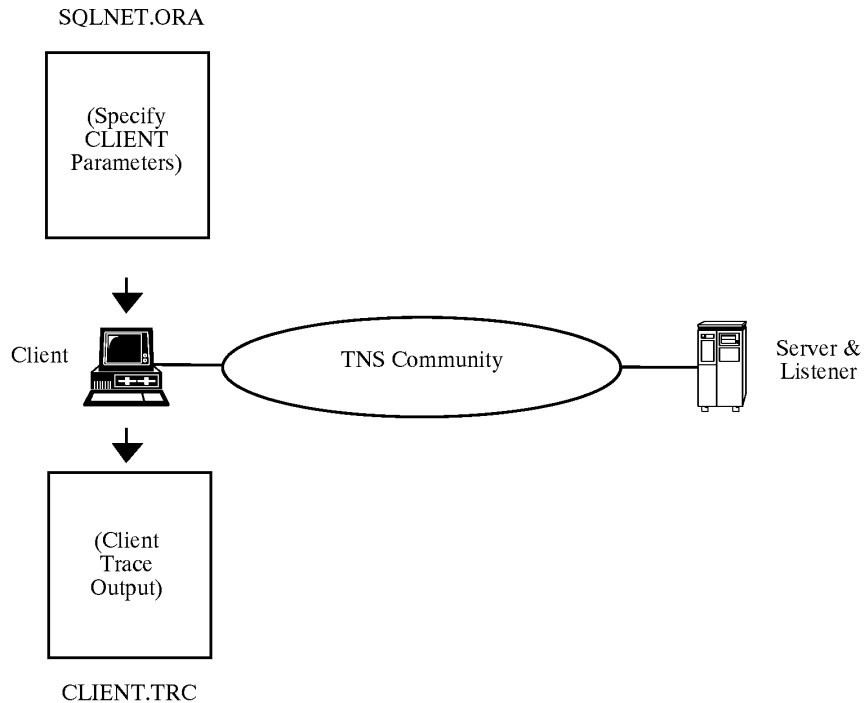 SQLNET.ORA
(Specify
CLIENT
Parameters)
Client
TNS Community
Server &
Listener
(Client
Trace
Output)
CLIENT.TRC